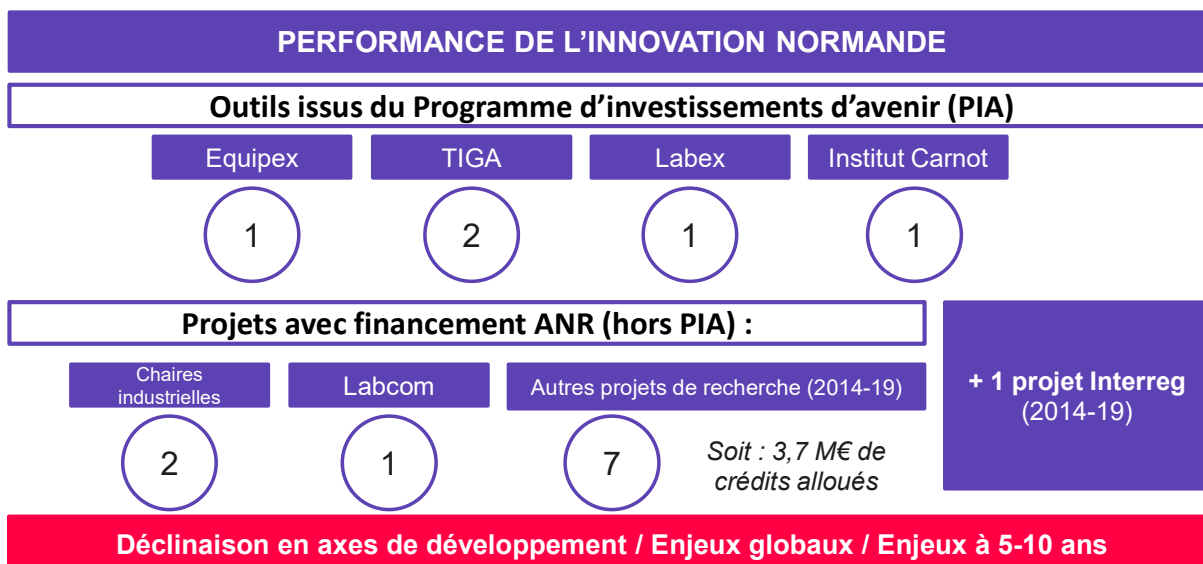 PERFORMANCE DE L'INNOVATION NORMANDE
Outils issus du Programme d'investissements d'avenir (PIA)
Equipex
TIGA
Labex
Institut Carnot
1
2
1
1
Projets avec financement ANR (hors PIA) :
Chaires
industrielles
Labcom
Autres projets de recherche (2014-19)
2
1
7
Soit : 3,7 M€ de
crédits alloués
+ 1 projet Interreg
(2014-19)
Déclinaison en axes de développement / Enjeux globaux / Enjeux à 5-10 ans